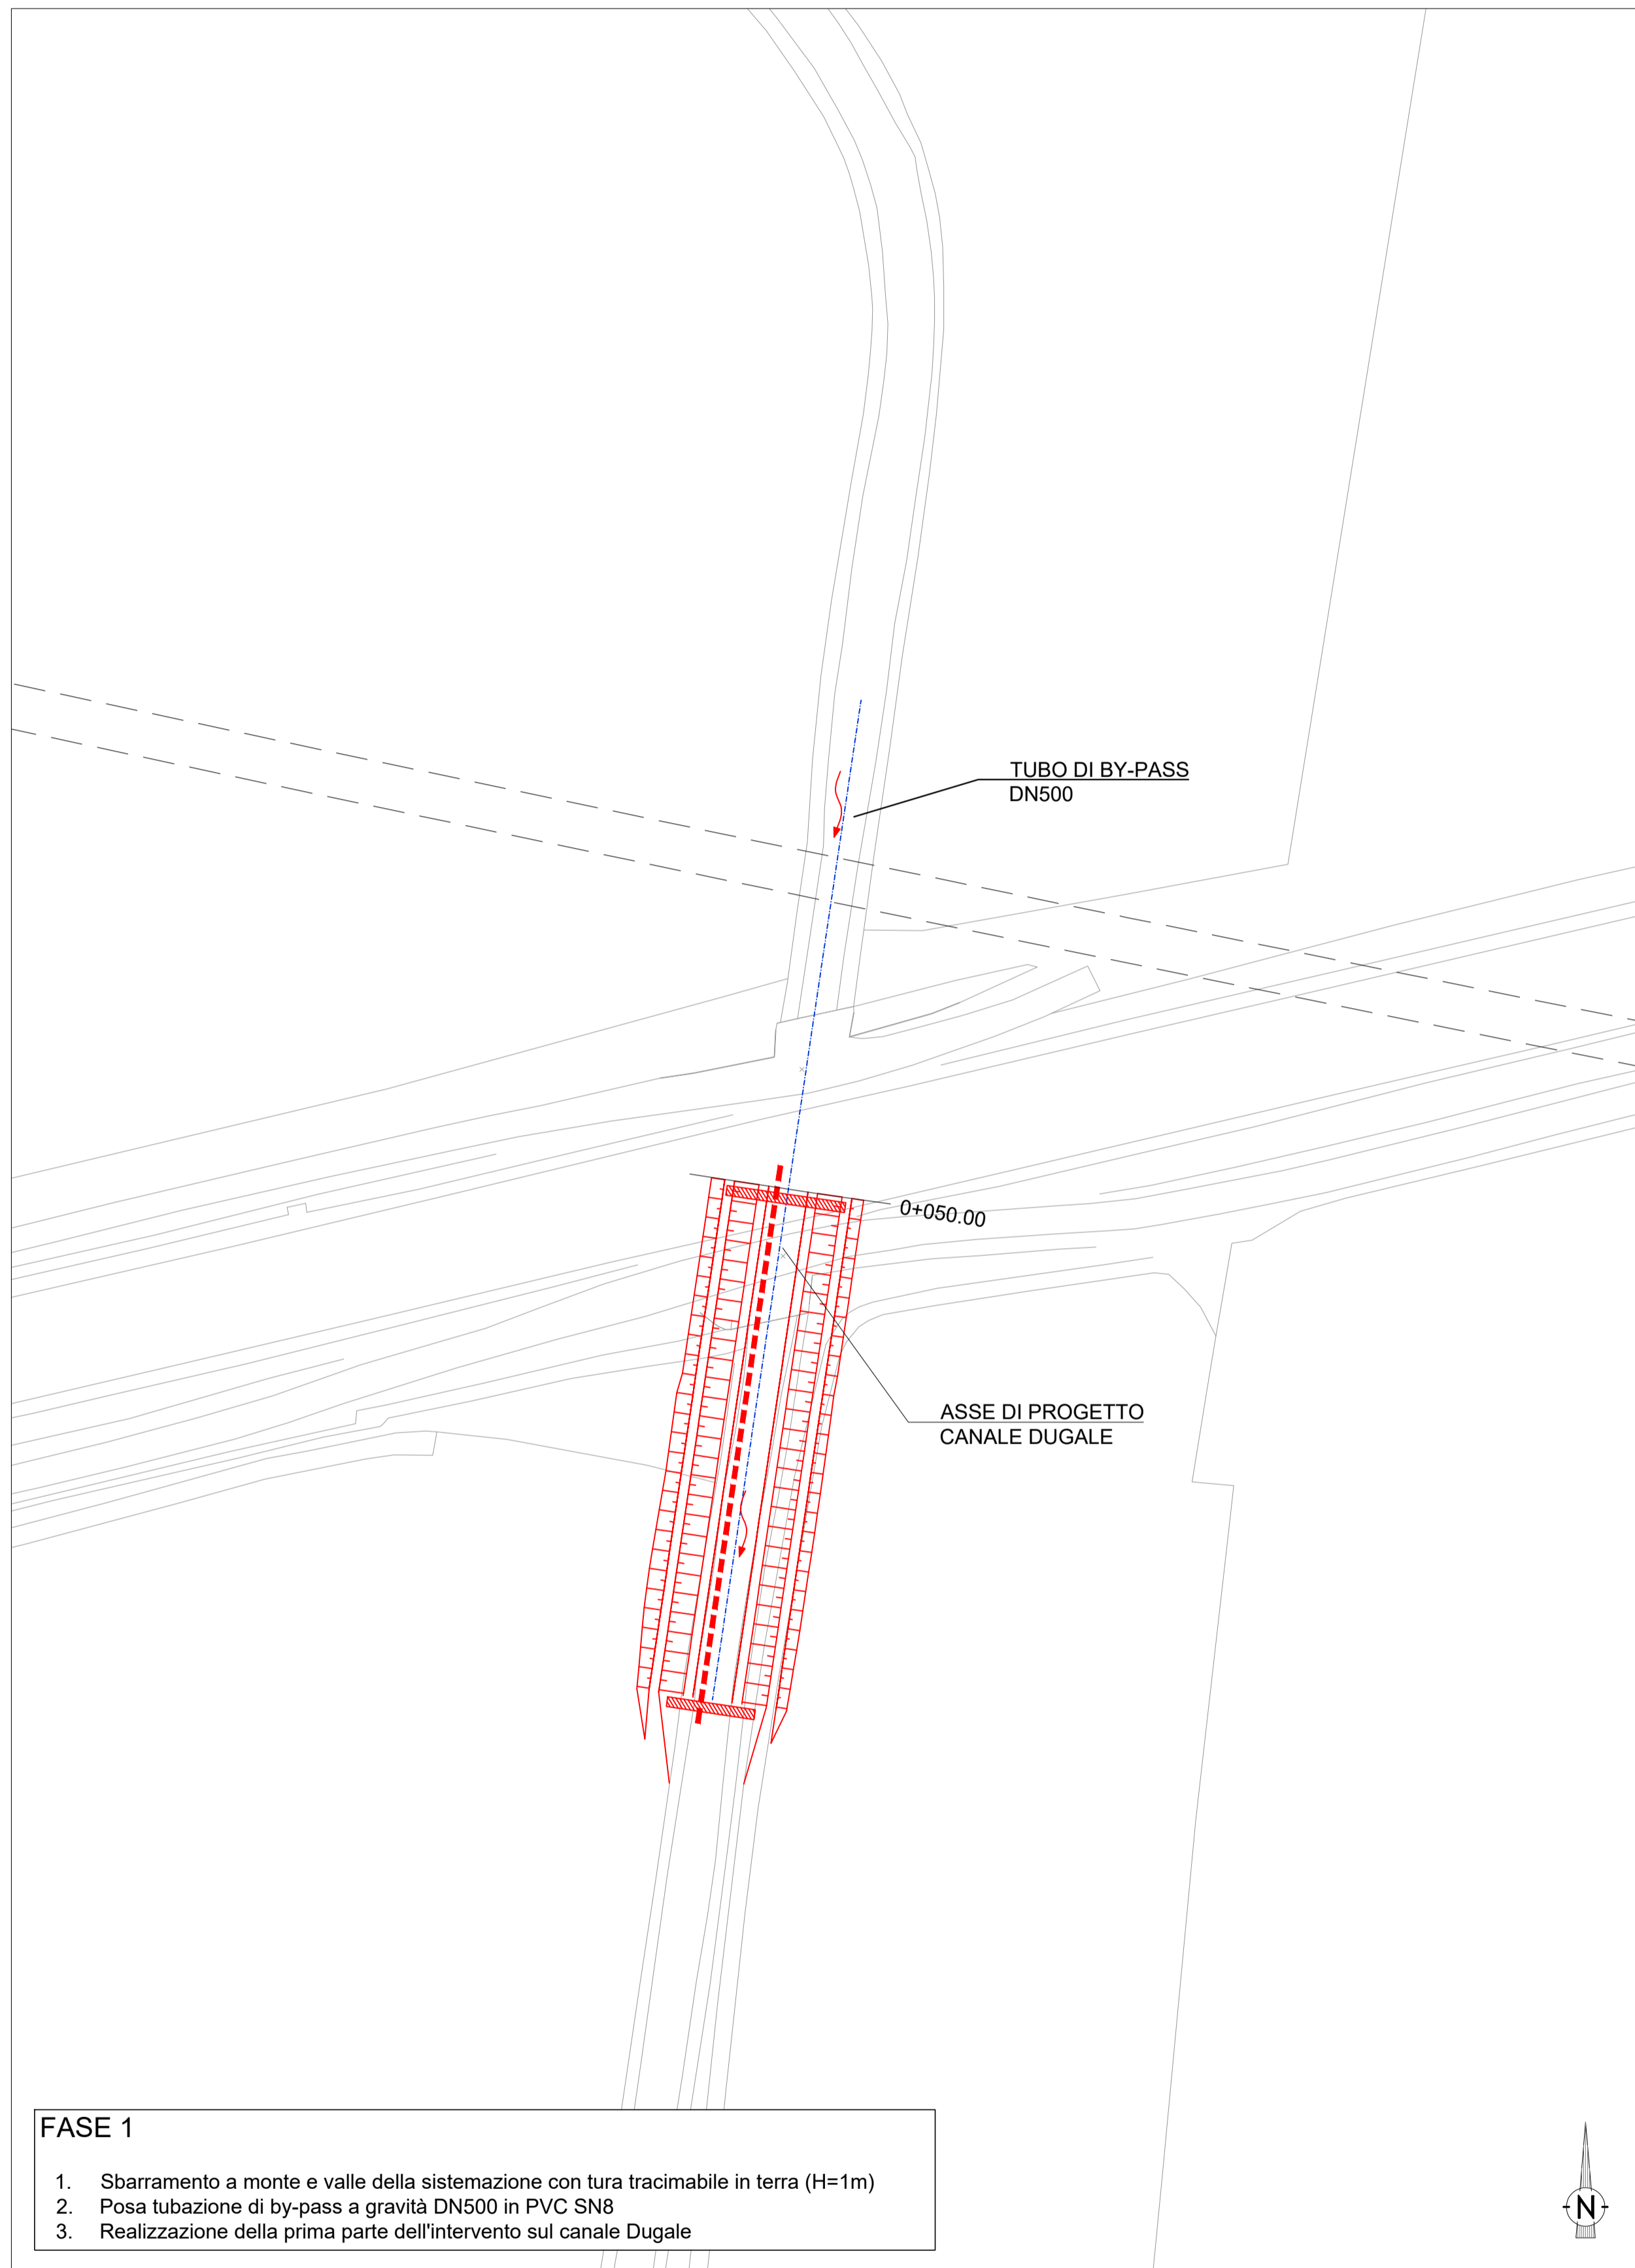 TUBO DI BY-PASS
DN500
0+050.00
ASSE DI PROGETTO
CANALE DUGALE
FASE 1
1. Sbarramento a monte e valle della sistemazione con tura tracimabile in terra (H=1m)
2. Posa tubazione di by-pass a gravità DN500 in PVC SN8
3. Realizzazione della prima parte dell'intervento sul canale Dugale
N